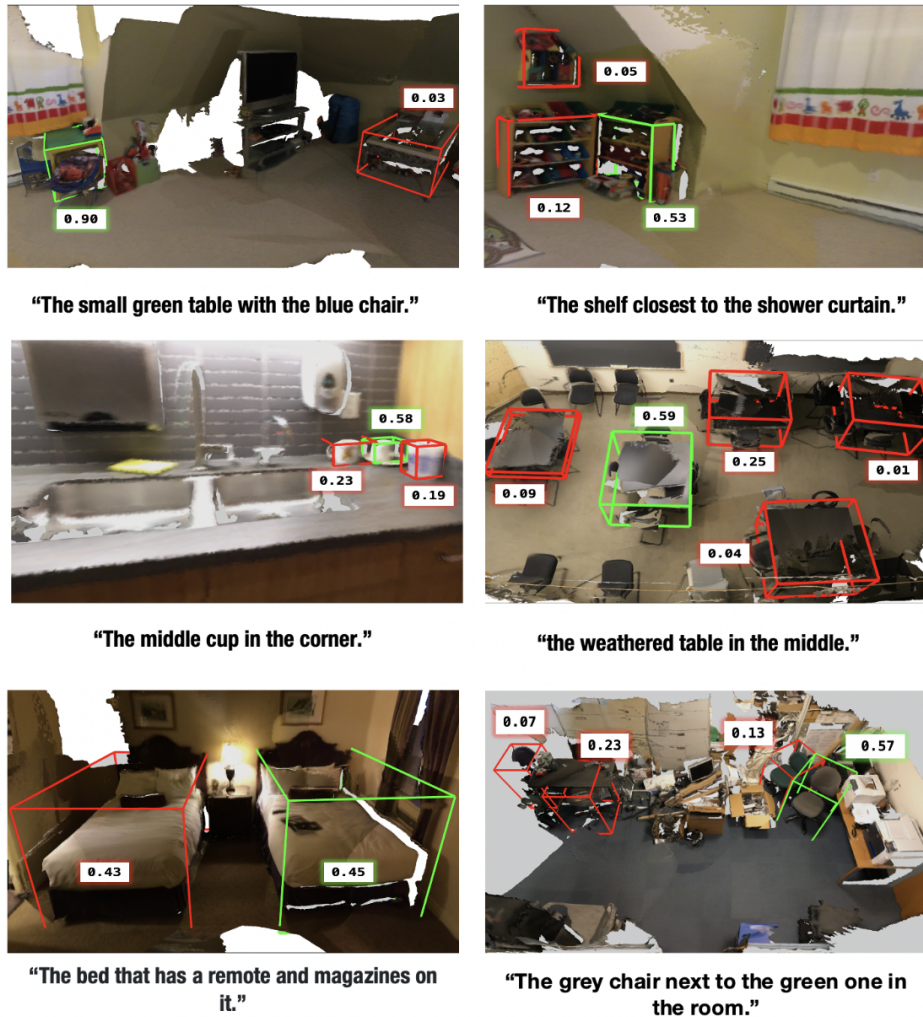 0.03
0.90
“The small green table with the blue chair.”
0.05
0.12
0.53
“The shelf closest to the shower curtain.”
0.58
0.23
0.19
“The middle cup in the corner.”
0.59
0.25
0.01
0.09
0.04
“the weathered table in the middle.”
0.43
0.45
“The bed that has a remote and magazines on
it.”
0.07
0.23
0.13
0.57
“The grey chair next to the green one in
the room.”